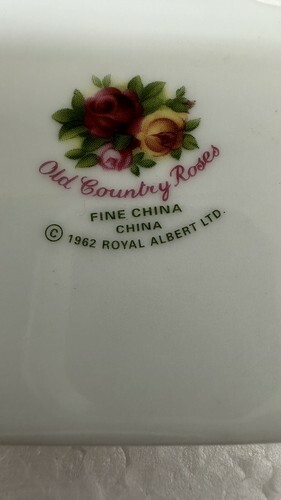 Old Country Roses
FINE CHINA
CHINA
© 1962 ROYAL ALBERT LTD.